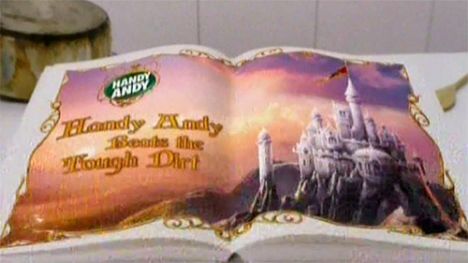 HANDY
ANDY
Handy Andy
Beats the
Tough Dirt